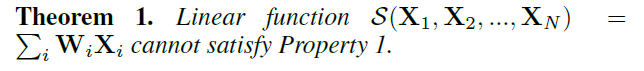 Theorem 1. Linear function S(X₁, X₂, ..., X_N) =
∑ᵢ WᵢXᵢ cannot satisfy Property 1.